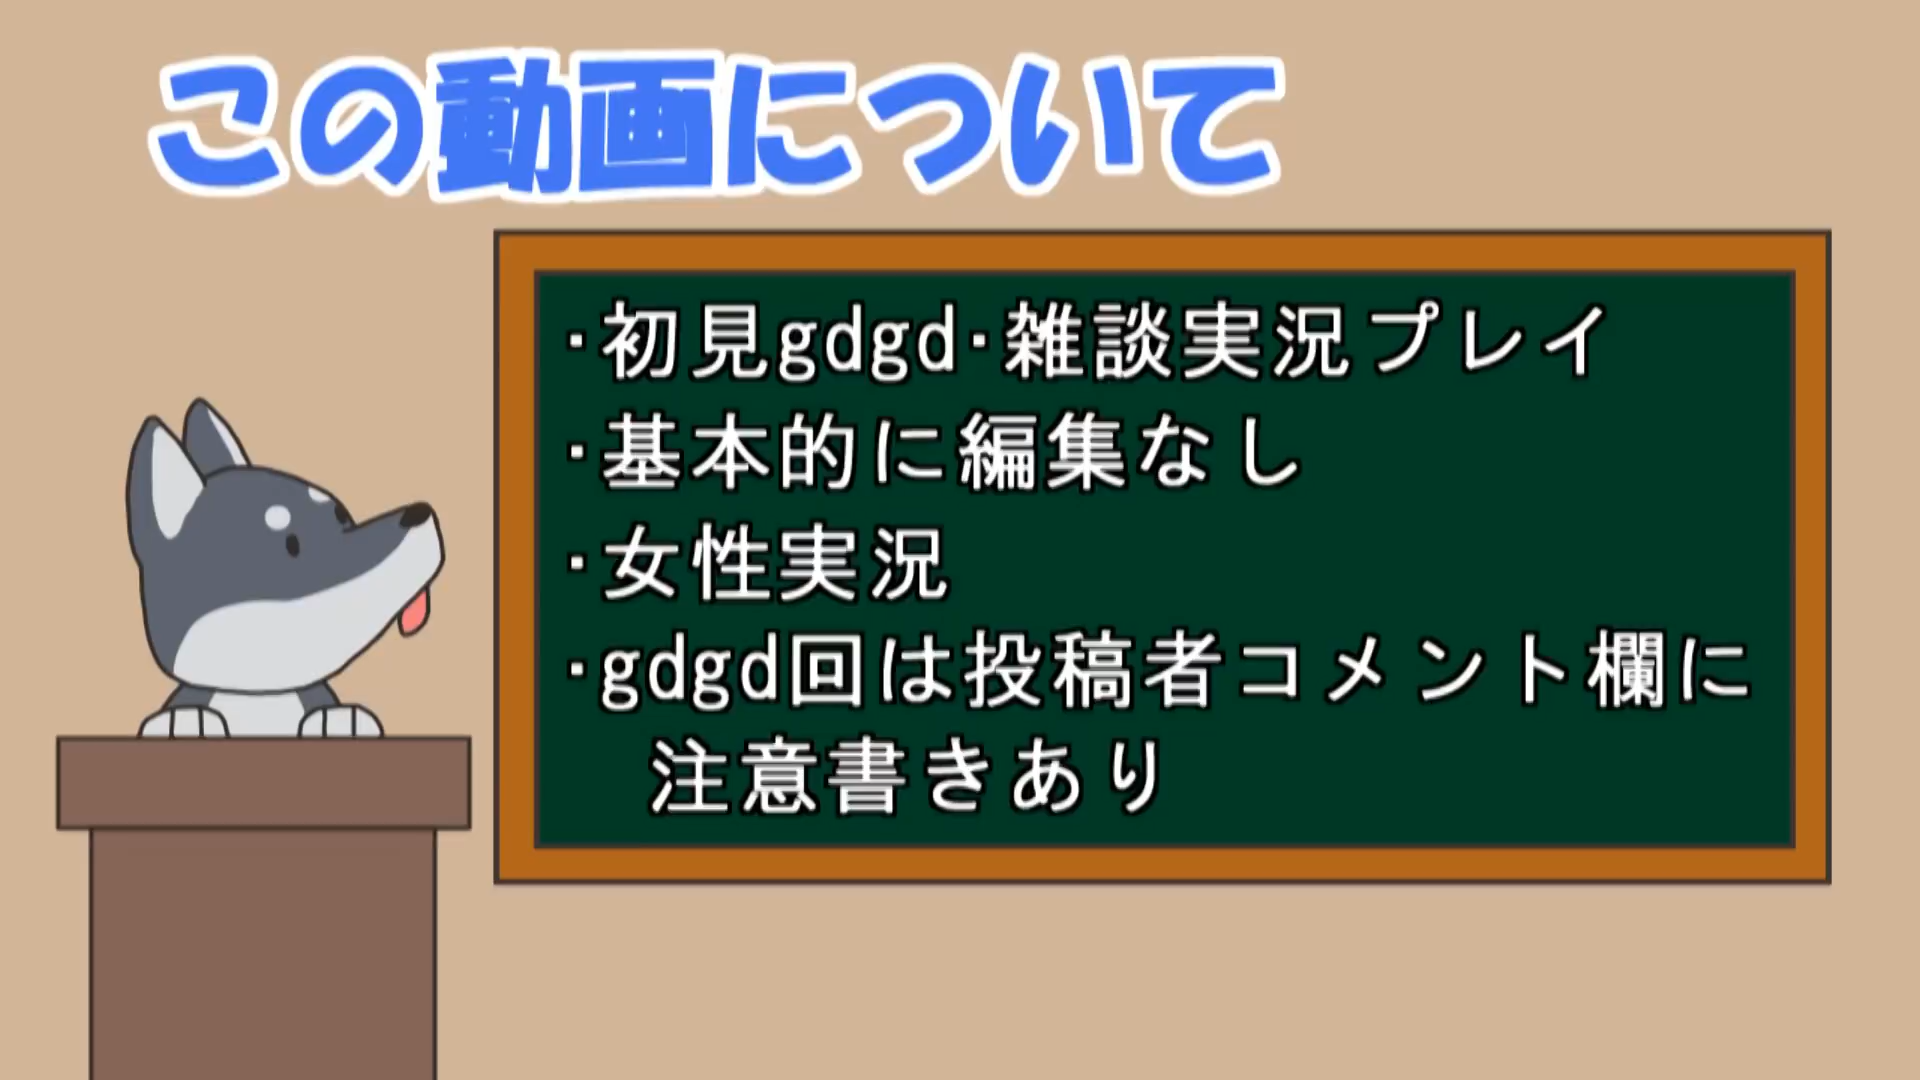 この動画について
・初見gdgd・雑談実況プレイ
・基本的に編集なし
・女性実況
・gdgd回は投稿者コメント欄に
注意書きあり